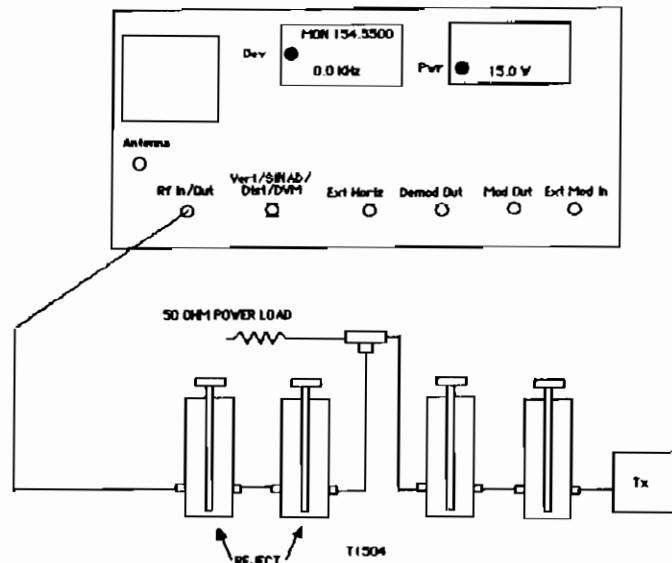 MON 154.5500
Dev
0.0 KHz
Pwr
15.0 W
Antenna
Rf In/Out
Vert/SINAD/
Dist/DVM
Ext Horiz
Demod Out
Mod Out
Ext Mod In
50 OHM POWER LOAD
Tx
REJECT
T1504